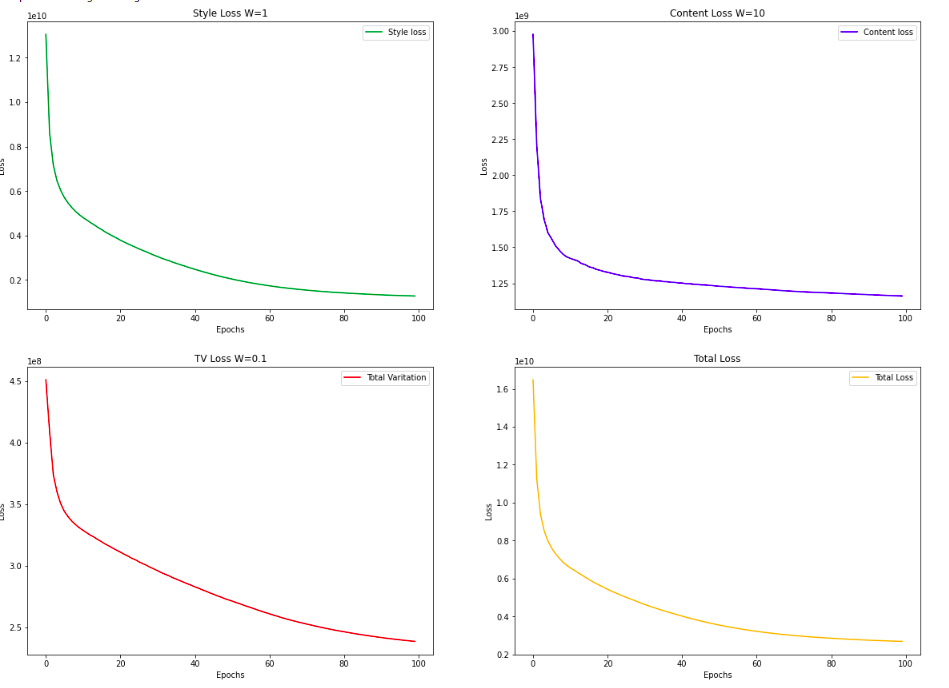 Style Loss W=1
1e10
Style loss
1.2
1.0
0.8
0.6
0.4
0.2
Loss
0
20
40
60
80
100
Epochs
Content Loss W=10
1e9
Content loss
3.00
2.75
2.50
2.25
2.00
1.75
1.50
1.25
Loss
0
20
40
60
80
100
Epochs
TV Loss W=0.1
1e8
Total Varitation
4.5
4.0
3.5
3.0
2.5
Loss
0
20
40
60
80
100
Epochs
Total Loss
1e10
Total Loss
1.6
1.4
1.2
1.0
0.8
0.6
0.4
0.2
Loss
0
20
40
60
80
100
Epochs